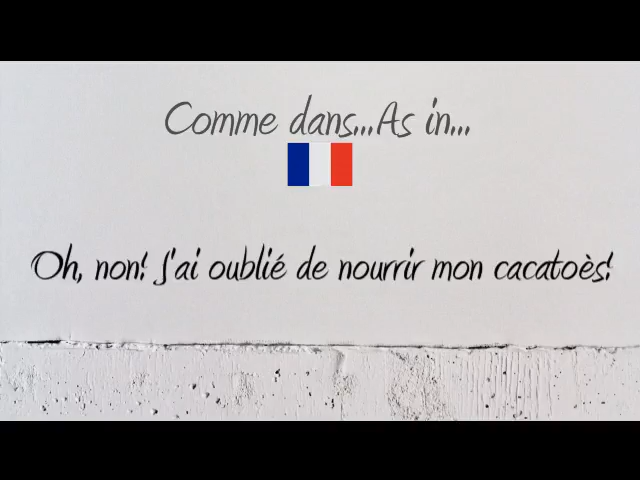 Comme dans...As in...
Oh, non! J'ai oublié de nourrir mon cacatoès!